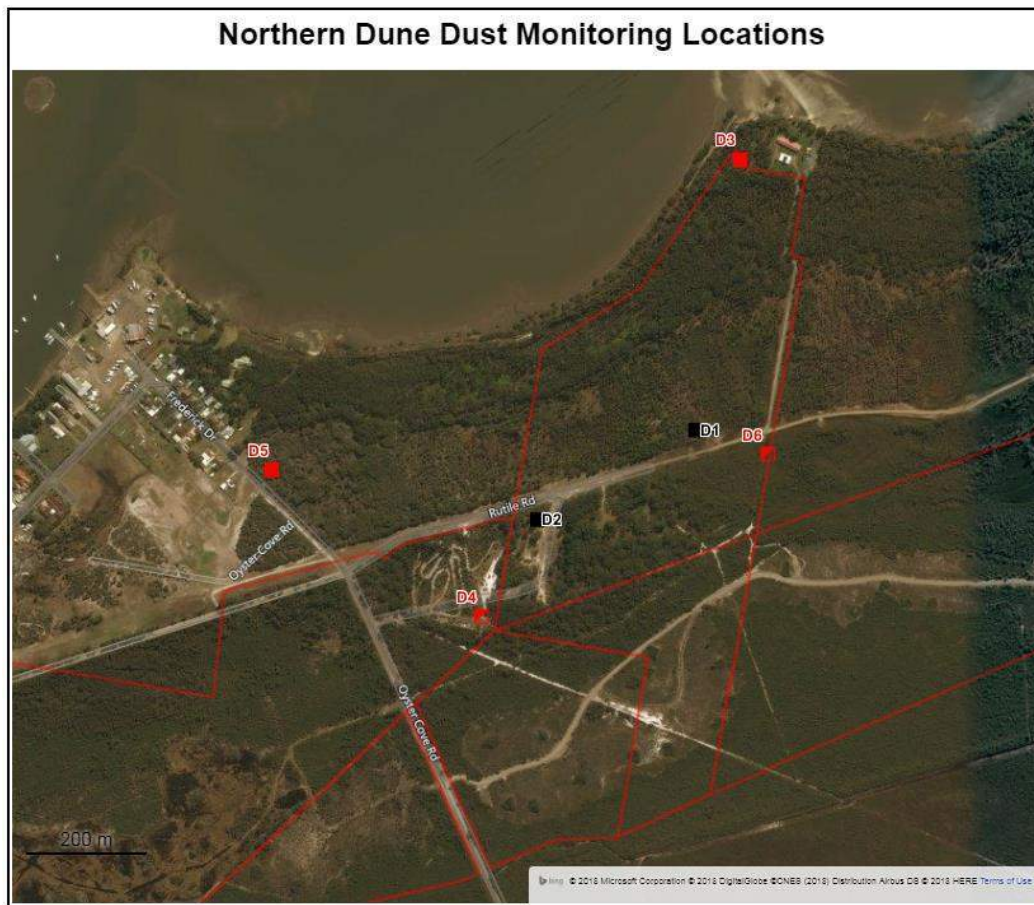 Northern Dune Dust Monitoring Locations
D3
Frederick Dr
D1
D6
D5
Rutile Rd
D2
Oyster Cove Rd
D4
Oyster Cove Rd
200 m
bing © 2018 Microsoft Corporation © 2018 DigitalGlobe ©CNES (2018) Distribution Airbus DS © 2018 HERE Terms of Use